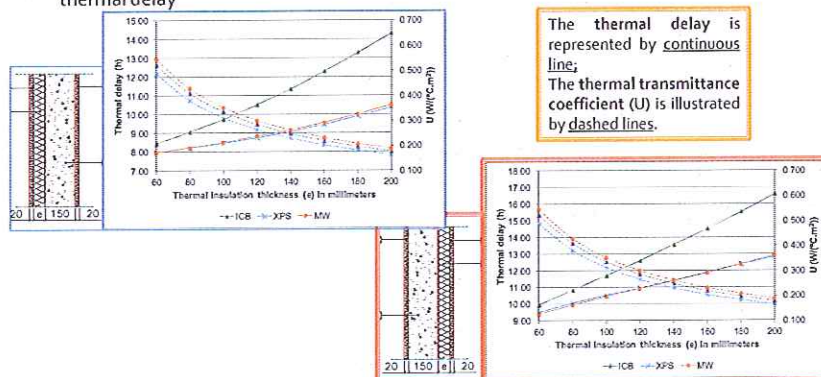 thermal delay
15.00
14.00
13.00
12.00
11.00
10.00
9.00
8.00
7.00
Thermal delay (h)
0.700
0.600
0.500
0.400
0.300
0.200
0.100
U (W/(°C.m²))
60 80 100 120 140 160 180 200
Thermal Insulation thickness (e) in millimeters
ICB XPS MW
20 e 150 20
The thermal delay is
represented by continuous
line;
The thermal transmittance
coefficient (U) is illustrated
by dashed lines.
18.00
17.00
16.00
15.00
14.00
13.00
12.00
11.00
10.00
9.00
Thermal delay (h)
0.700
0.600
0.500
0.400
0.300
0.200
0.100
U (W/(°C.m²))
60 80 100 120 140 160 180 200
Thermal Insulation thickness (e) in millimeters
ICB XPS MW
20 150 e 20